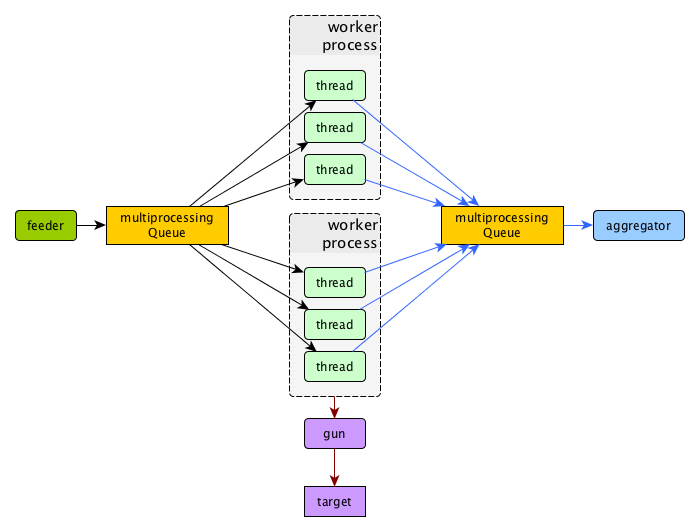 worker
process
thread
thread
thread
feeder
multiprocessing
Queue
multiprocessing
Queue
aggregator
worker
process
thread
thread
thread
gun
target